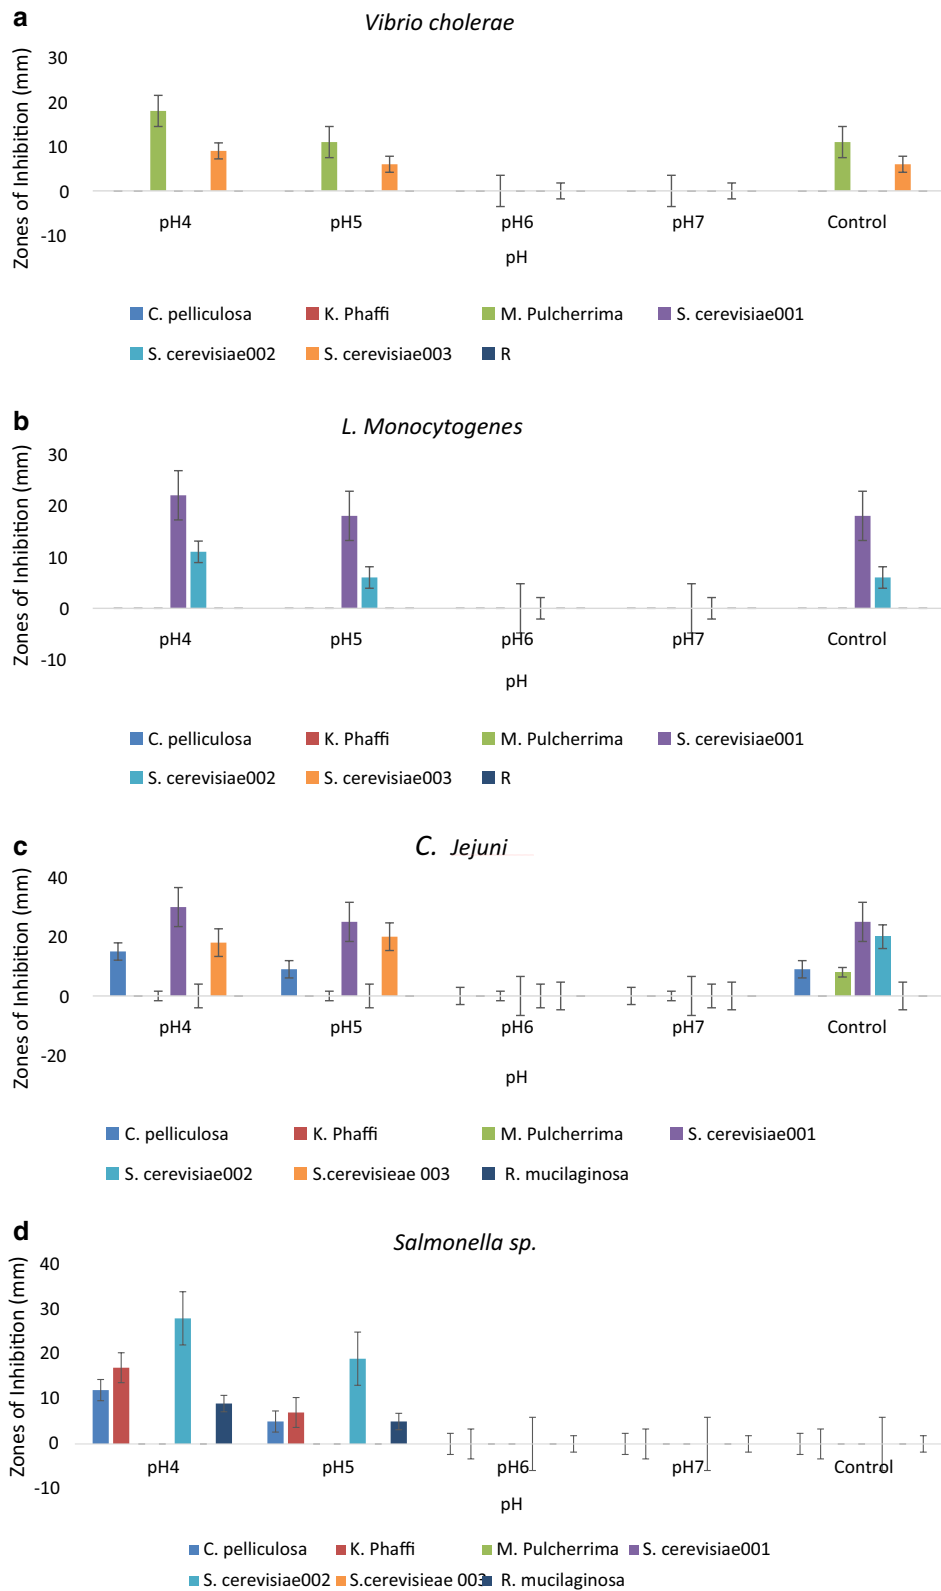 a
Vibrio cholerae
Zones of Inhibition (mm)
30
20
10
0
-10
pH4 pH5 pH6 pH7 Control
pH
C. pelliculosa K. Phaffi M. Pulcherrima S. cerevisiae001
S. cerevisiae002 S. cerevisiae003 R
b
L. Monocytogenes
Zones of Inhibition (mm)
30
20
10
0
-10
pH4 pH5 pH6 pH7 Control
pH
C. pelliculosa K. Phaffi M. Pulcherrima S. cerevisiae001
S. cerevisiae002 S. cerevisiae003 R
c
C. Jejuni
Zones of Inhibition (mm)
40
20
0
-20
pH4 pH5 pH6 pH7 Control
pH
C. pelliculosa K. Phaffi M. Pulcherrima S. cerevisiae001
S. cerevisiae002 S.cerevisieae 003 R. mucilaginosa
d
Salmonella sp.
Zones of Inhibition (mm)
40
30
20
10
0
-10
pH4 pH5 pH6 pH7 Control
pH
C. pelliculosa K. Phaffi M. Pulcherrima S. cerevisiae001
S. cerevisiae002 S.cerevisieae 003 R. mucilaginosa